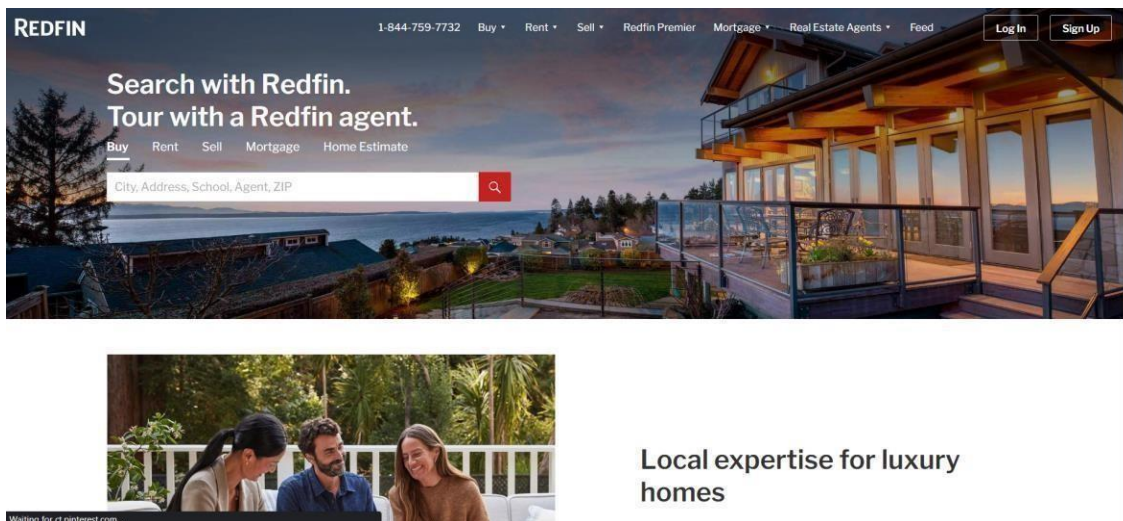 REDFIN
1-844-759-7732 Buy Rent Sell Redfin Premier Mortgage Real Estate Agents Feed Log In Sign Up
Search with Redfin.
Tour with a Redfin agent.
Buy Rent Sell Mortgage Home Estimate
City, Address, School, Agent, ZIP
Local expertise for luxury
homes
Waiting for ct.pinterest.com